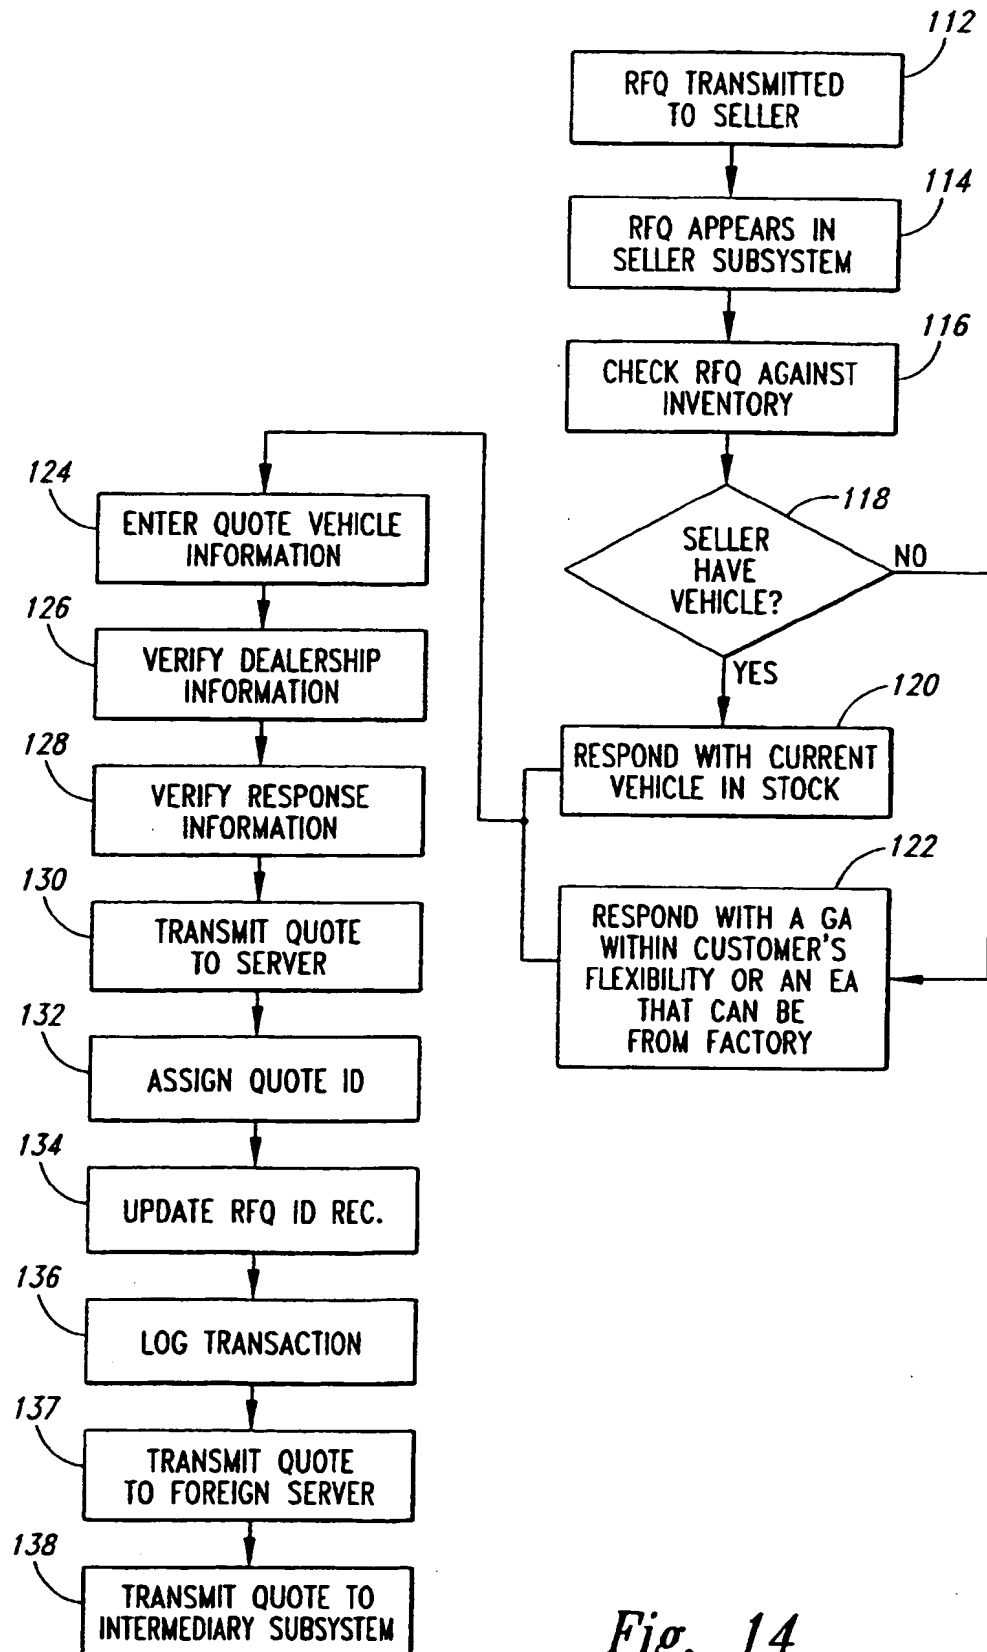 112
RFQ TRANSMITTED
TO SELLER
114
RFQ APPEARS IN
SELLER SUBSYSTEM
116
CHECK RFQ AGAINST
INVENTORY
118
SELLER
HAVE
VEHICLE?
NO
YES
120
RESPOND WITH CURRENT
VEHICLE IN STOCK
122
RESPOND WITH A GA
WITHIN CUSTOMER'S
FLEXIBILITY OR AN EA
THAT CAN BE
FROM FACTORY
124
ENTER QUOTE VEHICLE
INFORMATION
126
VERIFY DEALERSHIP
INFORMATION
128
VERIFY RESPONSE
INFORMATION
130
TRANSMIT QUOTE
TO SERVER
132
ASSIGN QUOTE ID
134
UPDATE RFQ ID REC.
136
LOG TRANSACTION
137
TRANSMIT QUOTE
TO FOREIGN SERVER
138
TRANSMIT QUOTE TO
INTERMEDIARY SUBSYSTEM
Fig. 14